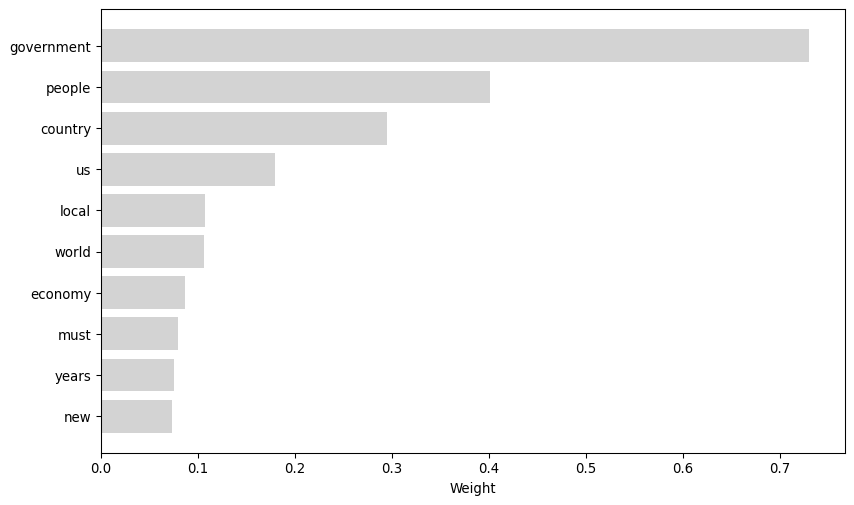 government
people
country
us
local
world
economy
must
years
new
0.0 0.1 0.2 0.3 0.4 0.5 0.6 0.7
Weight